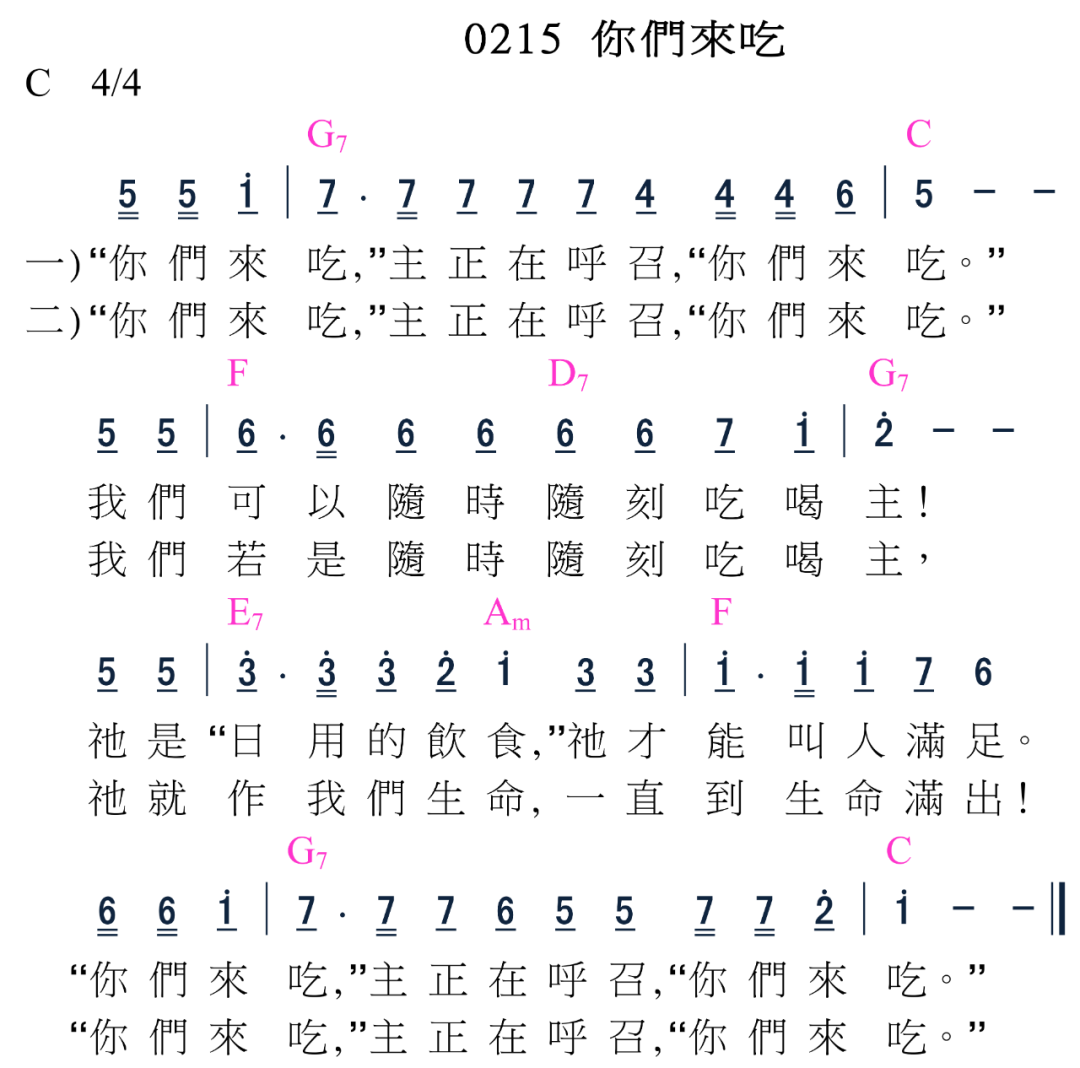 0215 你們來吃
C 4/4
G7 C
5 5 i | 7 · 7 7 7 7 4 4 4 6 | 5 − −
一)“你們來 吃,”主正在呼召,“你們來 吃。”
二)“你們來 吃,”主正在呼召,“你們來 吃。”
F D7 G7
5 5 | 6 · 6 6 6 6 6 7 i | 2̇ − −
我們 可 以 隨 時 隨 刻 吃 喝 主!
我們 若 是 隨 時 隨 刻 吃 喝 主,
E7 Am F
5 5 | 3̇ · 3̇ 3̇ 2̇ i 3 3 | i · i i 7 6
祂是“日 用的飲食,”祂才 能 叫人滿足。
祂就 作 我們生命, 一直 到 生命滿出!
G7 C
6 6 i | 7 · 7 7 6 5 5 7 7 2̇ | i − −
“你們來 吃,”主正在呼召,“你們來 吃。”
“你們來 吃,”主正在呼召,“你們來 吃。”